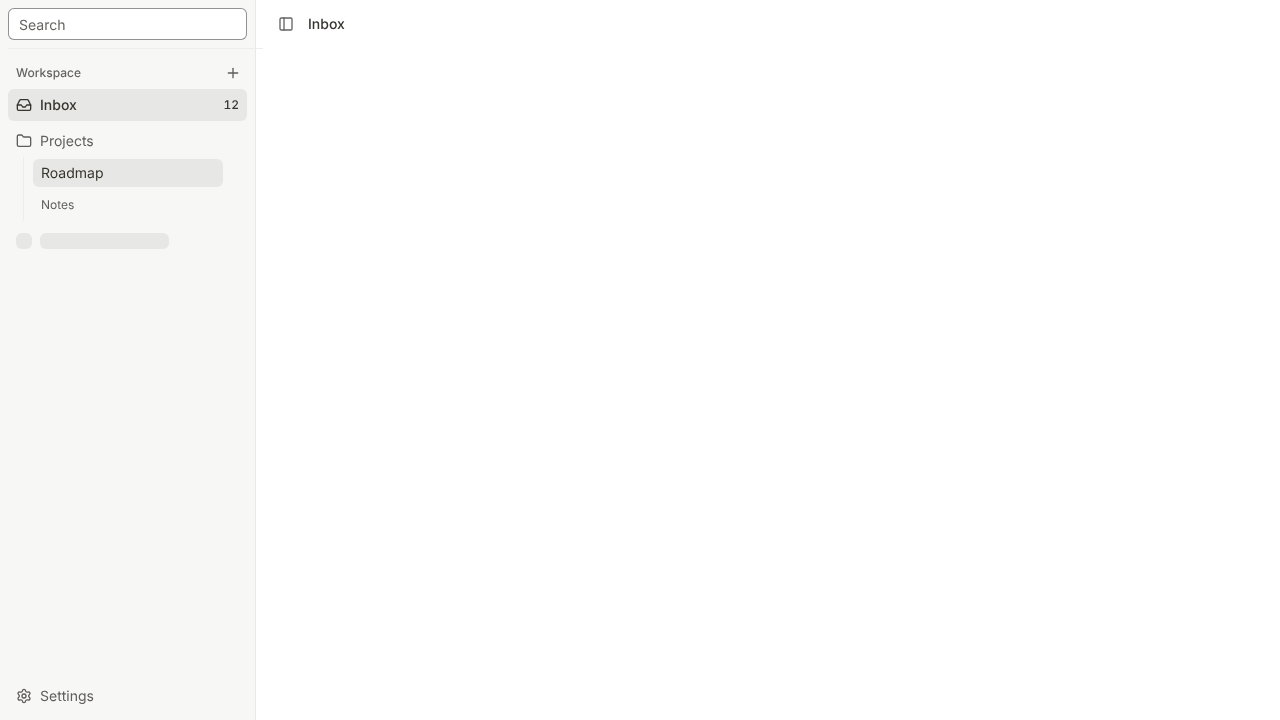 Search
Inbox
Workspace
Inbox 12
Projects
Roadmap
Notes
Settings